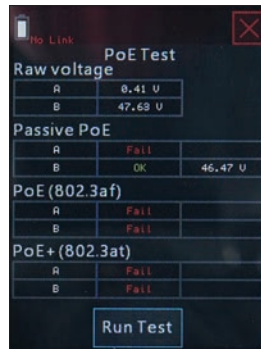 No Link
PoE Test
Raw voltage
A 0.41 V
B 47.63 V
Passive PoE
A Fail
B OK 46.47 V
PoE (802.3af)
A Fail
B Fail
PoE+ (802.3at)
A Fail
B Fail
Run Test